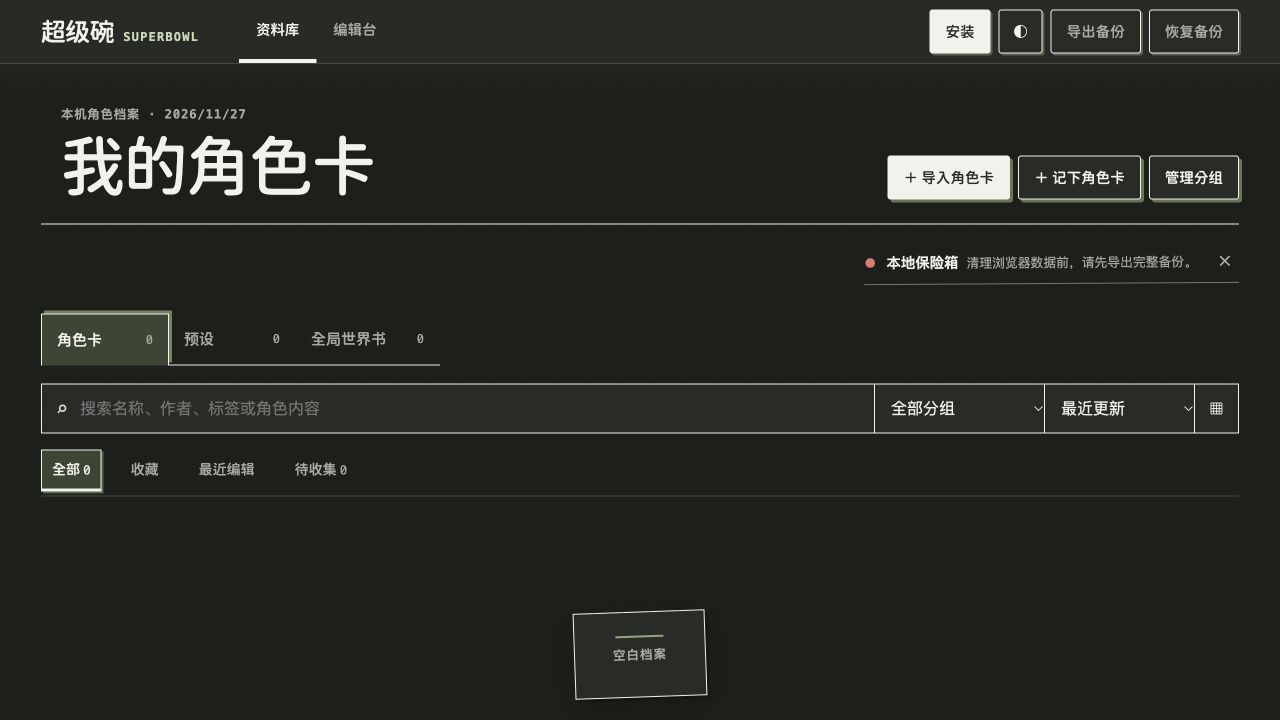 超级碗 SUPERBOWL 资料库 编辑台 安装 导出备份 恢复备份
本机角色档案 · 2026/11/27
我的角色卡
＋ 导入角色卡 ＋ 记下角色卡 管理分组
本地保险箱 清理浏览器数据前，请先导出完整备份。 ×
角色卡 0 预设 0 全局世界书 0
搜索名称、作者、标签或角色内容 全部分组 最近更新
全部 0 收藏 最近编辑 待收集 0
空白档案